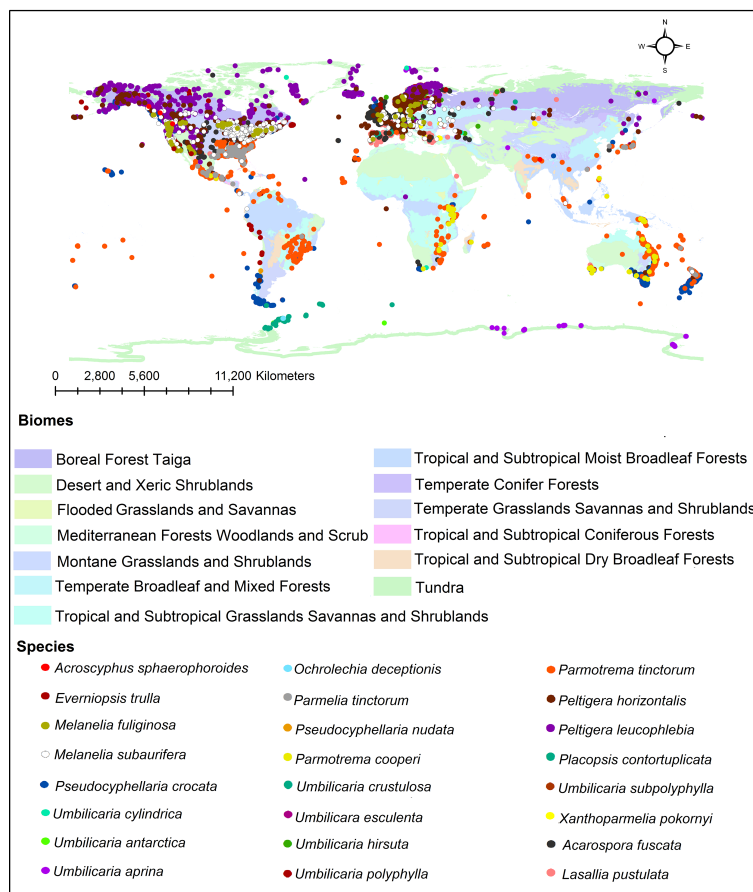 N
W E
S
0 2,800 5,600 11,200 Kilometers
Biomes
Boreal Forest Taiga
Desert and Xeric Shrublands
Flooded Grasslands and Savannas
Mediterranean Forests Woodlands and Scrub
Montane Grasslands and Shrublands
Temperate Broadleaf and Mixed Forests
Tropical and Subtropical Grasslands Savannas and Shrublands
Tropical and Subtropical Moist Broadleaf Forests
Temperate Conifer Forests
Temperate Grasslands Savannas and Shrublands
Tropical and Subtropical Coniferous Forests
Tropical and Subtropical Dry Broadleaf Forests
Tundra
Species
Acroscyphus sphaerophoroides
Everniopsis trulla
Melanelia fuliginosa
Melanelia subaurifera
Pseudocyphellaria crocata
Umbilicaria cylindrica
Umbilicaria antarctica
Umbilicaria aprina
Ochrolechia deceptionis
Parmelia tinctorum
Pseudocyphellaria nudata
Parmotrema cooperi
Umbilicaria crustulosa
Umbilicara esculenta
Umbilicaria hirsuta
Umbilicaria polyphylla
Parmotrema tinctorum
Peltigera horizontalis
Peltigera leucophlebia
Placopsis contortuplicata
Umbilicaria subpolyphylla
Xanthoparmelia pokornyi
Acarospora fuscata
Lasallia pustulata